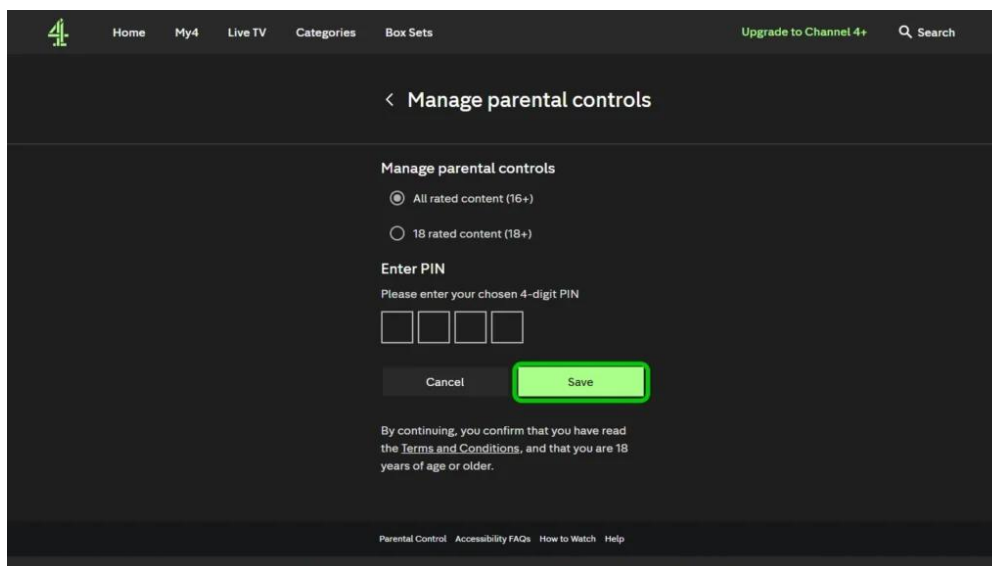 Home My4 Live TV Categories Box Sets Upgrade to Channel 4+ Search
Manage parental controls
Manage parental controls
All rated content (16+)
18 rated content (18+)
Enter PIN
Please enter your chosen 4-digit PIN
Cancel Save
By continuing, you confirm that you have read
the Terms and Conditions, and that you are 18
years of age or older.
Parental Control Accessibility FAQs How to Watch Help